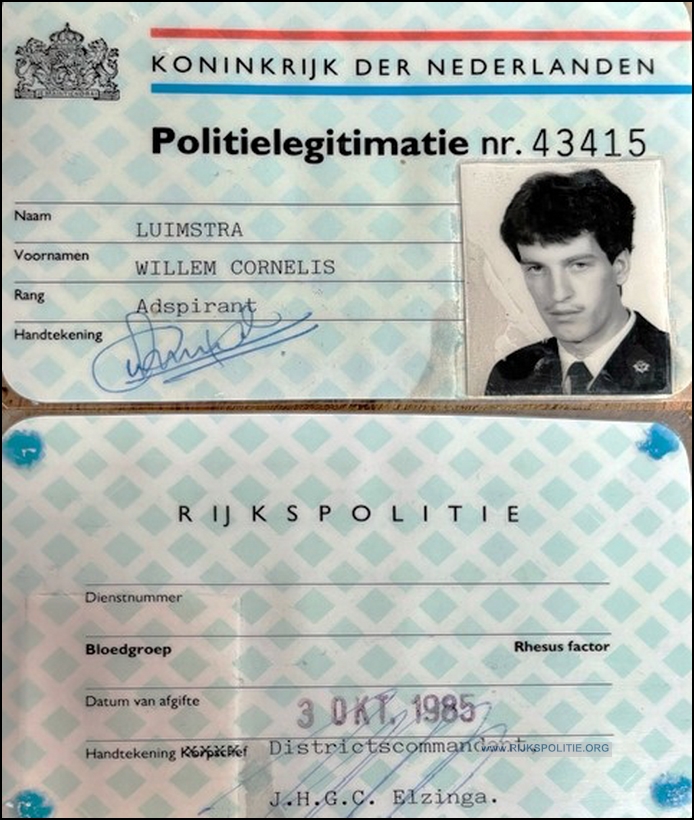 KONINKRIJK DER NEDERLANDEN
Politielegitimatie nr. 43415
Naam LUIMSTRA
Voornamen WILLEM CORNELIS
Rang Adspirant
Handtekening
RIJKSPOLITIE
Dienstnummer
Bloedgroep Rhesus factor
Datum van afgifte 3 OKT. 1985
Handtekening Korpschef Districtscommandant
www.RIJKSPOLITIE.ORG
J.H.G.C. Elzinga.